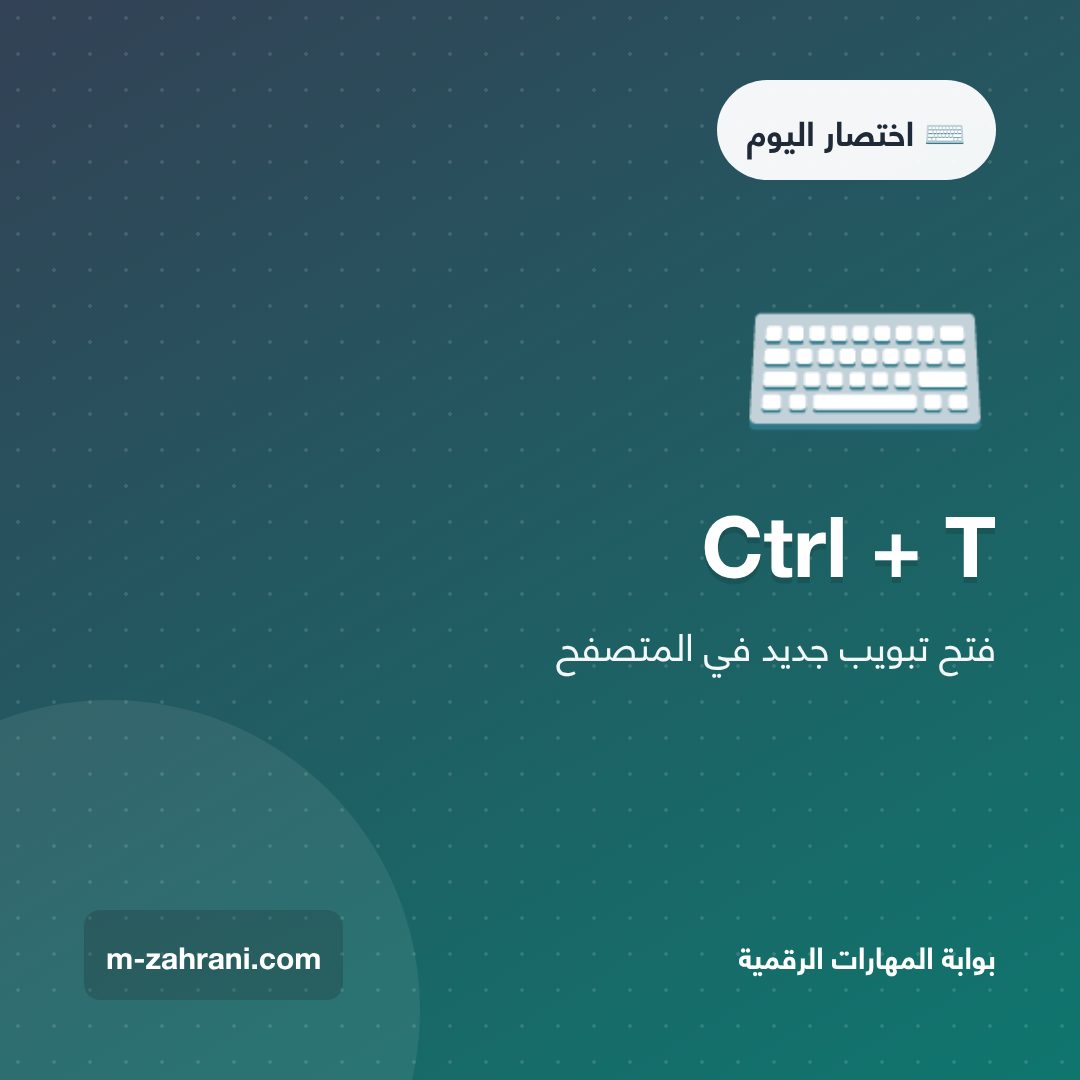 اختصار اليوم
Ctrl + T
فتح تبويب جديد في المتصفح
بوابة المهارات الرقمية
m-zahrani.com